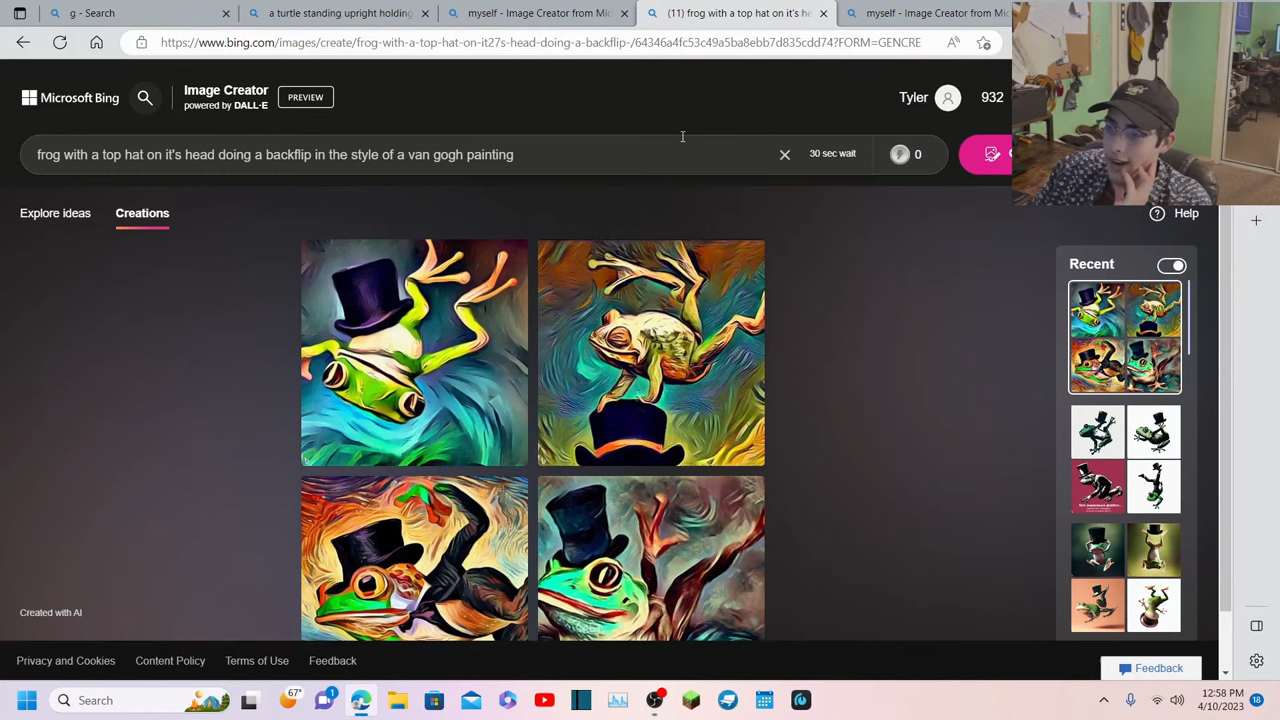 g - Search
a turtle standing upright holding
myself - Image Creator from Mic
(11) frog with a top hat on it's he
myself - Image Creator from Mic
https://www.bing.com/images/create/frog-with-a-top-hat-on-it27s-head-doing-a-backflip-/64346a4fc53c49a5ba8ebb7d835cdd74?FORM=GENCRE
Microsoft Bing
Image Creator
powered by DALL·E
PREVIEW
Tyler
932
frog with a top hat on it's head doing a backflip in the style of a van gogh painting
30 sec wait
0
Explore ideas
Creations
Help
Recent
Created with AI
Privacy and Cookies
Content Policy
Terms of Use
Feedback
Feedback
67°
1
Search
12:58 PM
4/10/2023
18